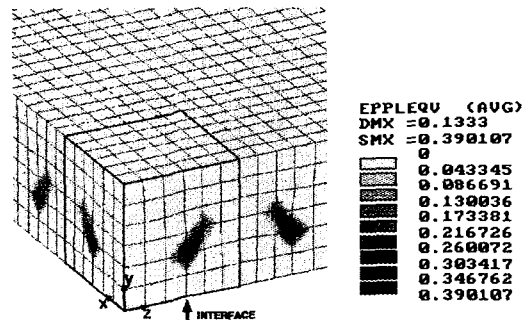 EPPLEQV (AVG)
DMX =0.1333
SMX =0.390107
0
0.043345
0.086691
0.130036
0.173381
0.216726
0.260072
0.303417
0.346762
0.390107
y
x
z
INTERFACE